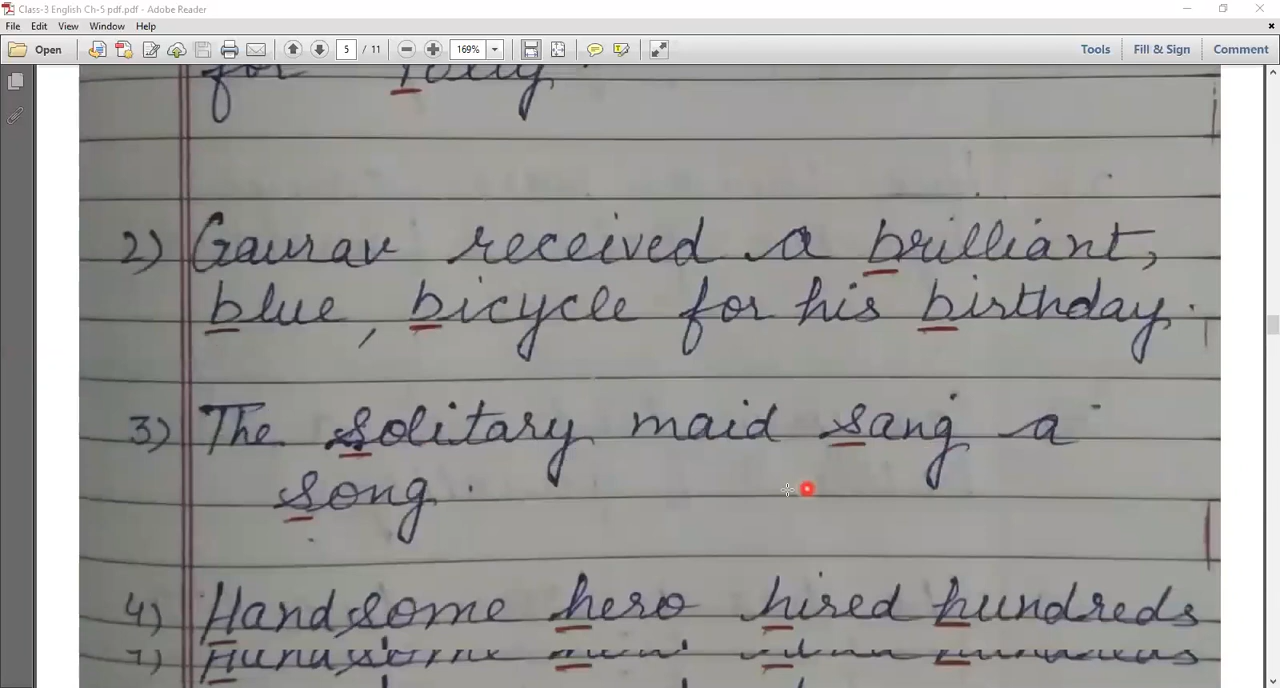 Class-3 English Ch-5 pdf.pdf - Adobe Reader
File Edit View Window Help
Open 5 / 11 169% Tools Fill & Sign Comment
for
2) Gaurav received a brilliant,
blue, bicycle for his birthday.
3) The solitary maid sang a
song.
4) Handsome hero hired hundreds